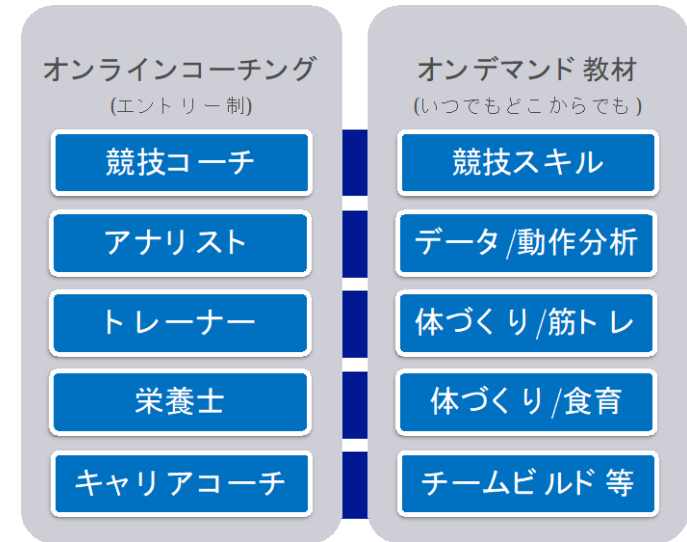 オンラインコーチング
(エントリー制)
競技コーチ
アナリスト
トレーナー
栄養士
キャリアコーチ
オンデマンド教材
(いつでもどこからでも)
競技スキル
データ/動作分析
体づくり/筋トレ
体づくり/食育
チームビルド等